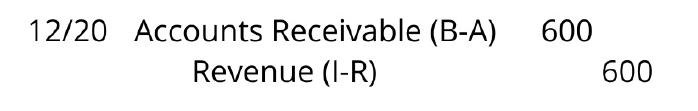 12/20 Accounts Receivable (B-A) 600
Revenue (I-R) 600